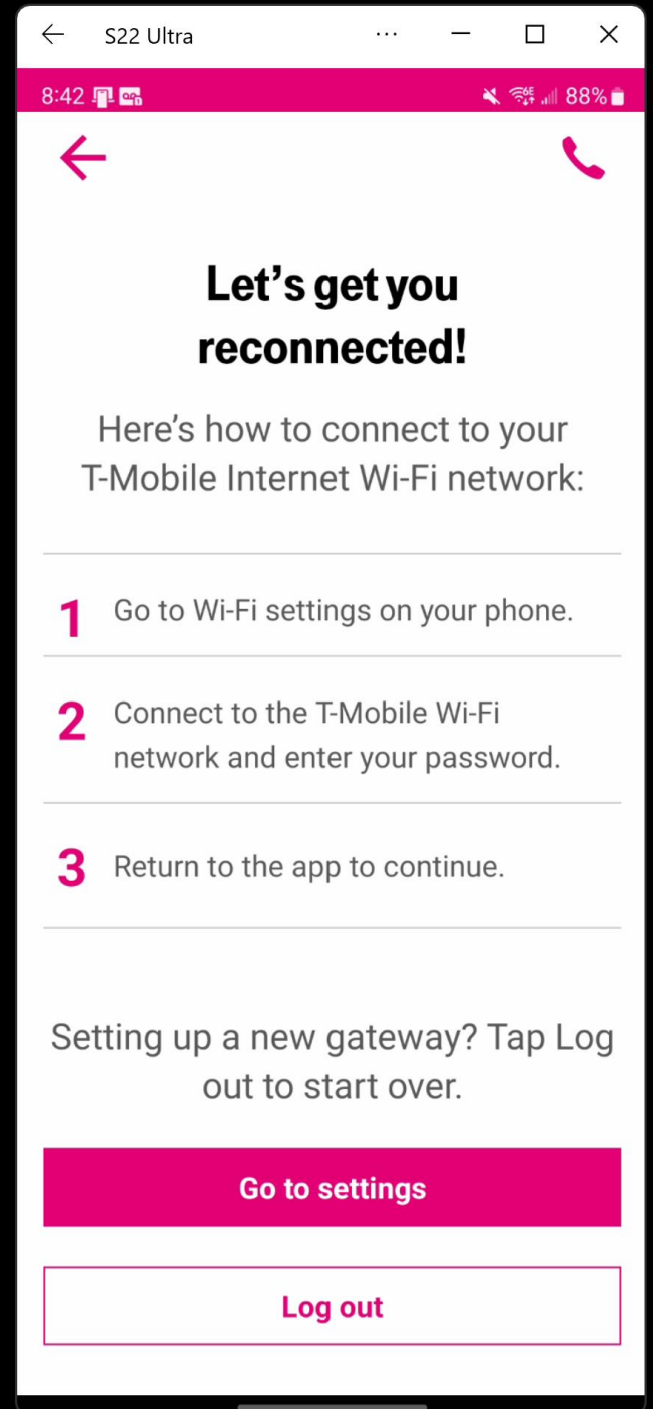 S22 Ultra
8:42
6E
88%
Let's get you
reconnected!
Here's how to connect to your
T-Mobile Internet Wi-Fi network:
1 Go to Wi-Fi settings on your phone.
2 Connect to the T-Mobile Wi-Fi
network and enter your password.
3 Return to the app to continue.
Setting up a new gateway? Tap Log
out to start over.
Go to settings
Log out